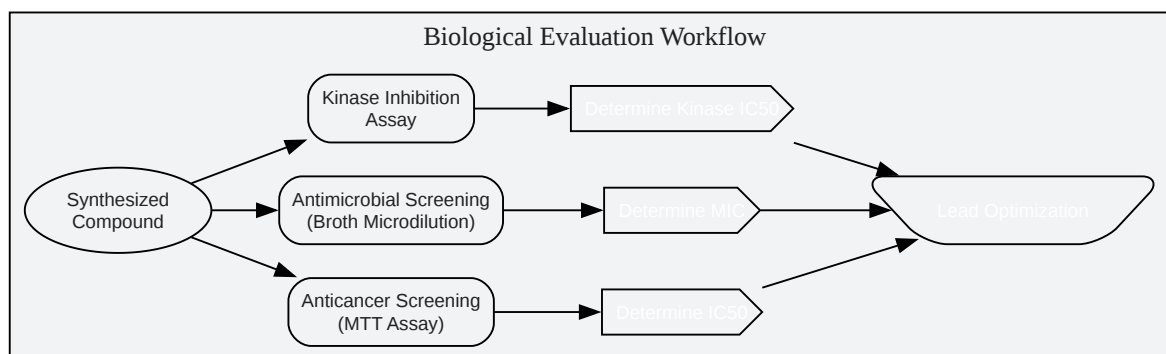 Biological Evaluation Workflow
Kinase Inhibition
Assay
Determine Kinase IC50
Synthesized
Compound
Antimicrobial Screening
(Broth Microdilution)
Determine MIC
Lead Optimization
Anticancer Screening
(MTT Assay)
Determine IC50